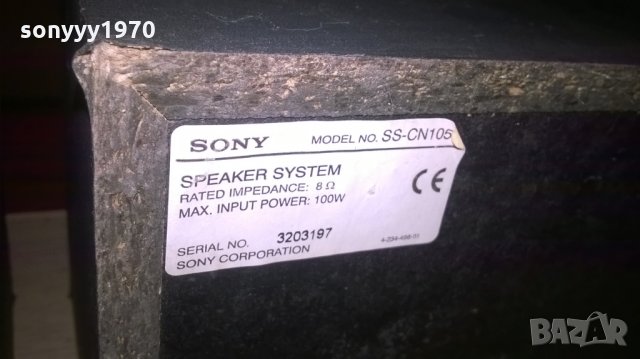 sonyyy1970
SONY MODEL NO. SS-CN105
SPEAKER SYSTEM
RATED IMPEDANCE: 8 Ω
MAX. INPUT POWER: 100W
CE
SERIAL NO. 3203197
SONY CORPORATION
BAZAR